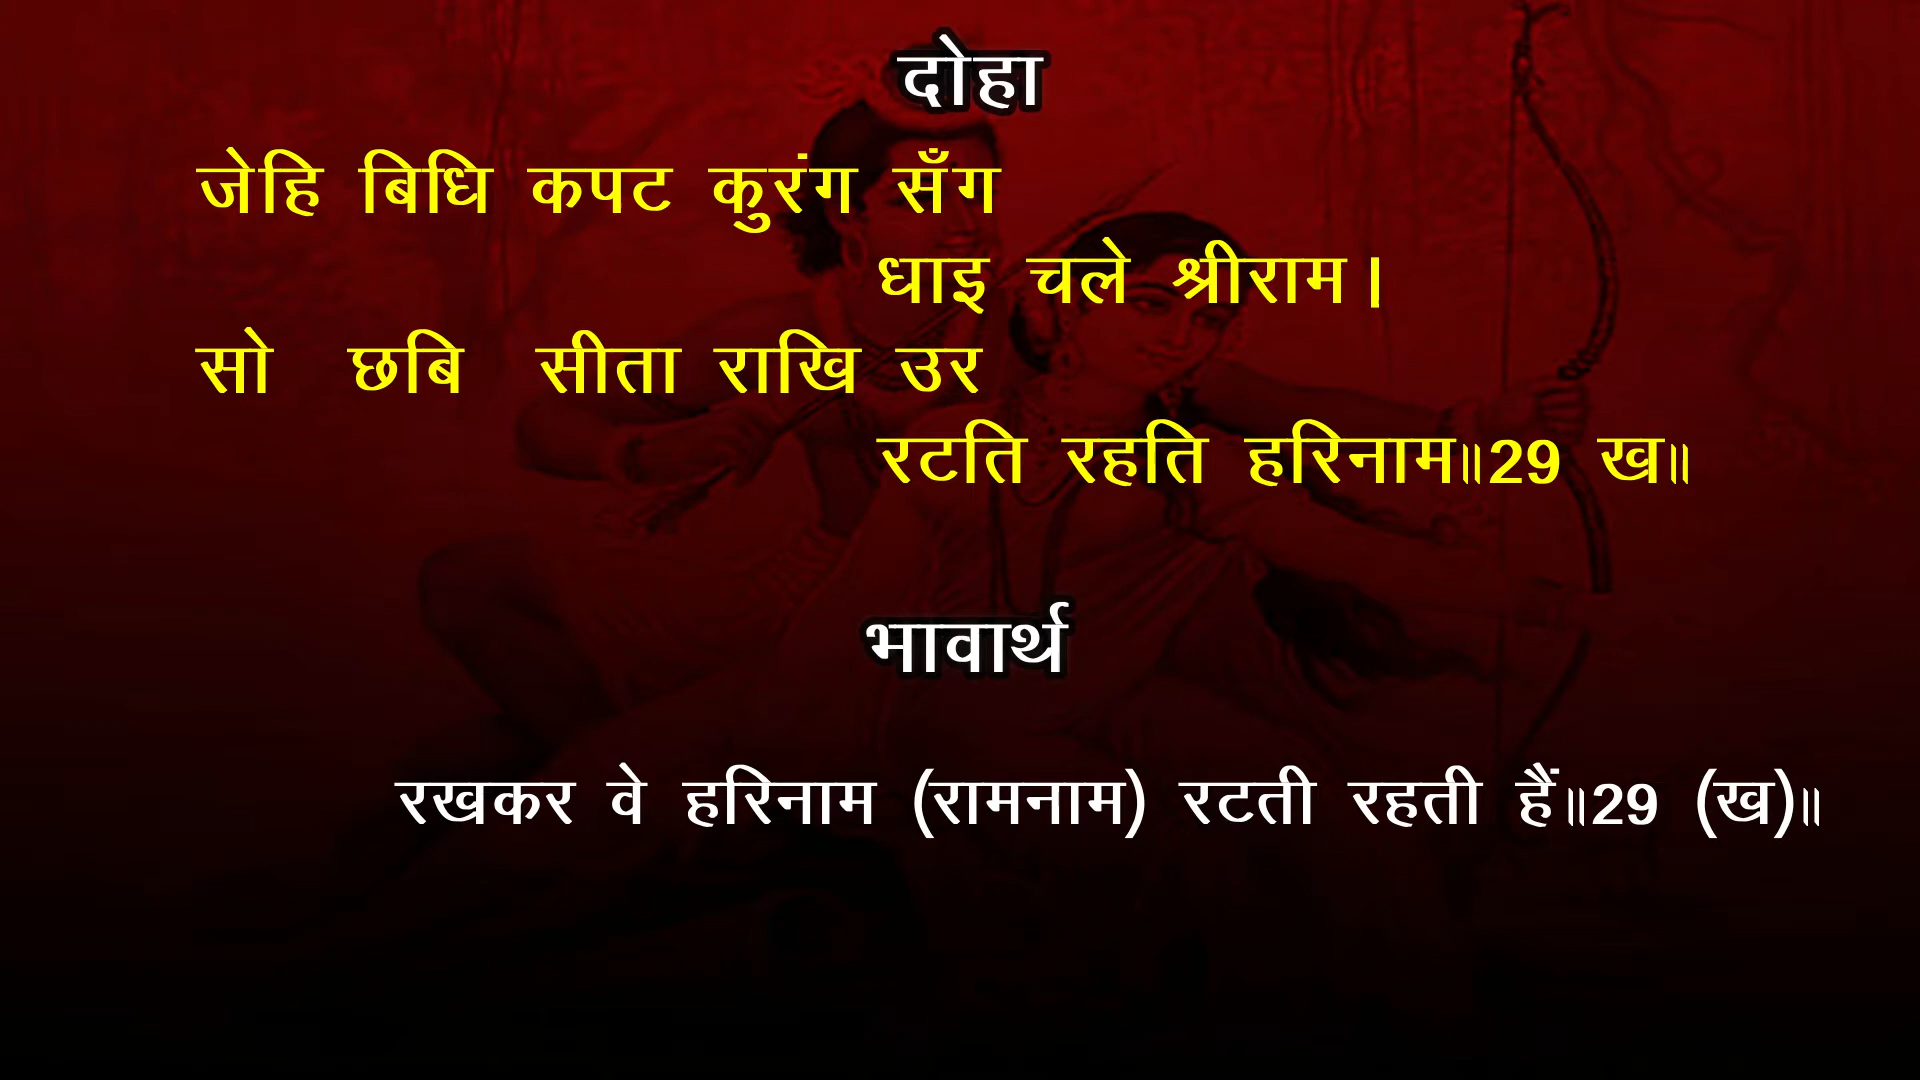 दोहा
जेहि बिधि कपट कुरंग सँग
धाइ चले श्रीराम।
सो छबि सीता राखि उर
रटति रहति हरिनाम॥29 ख॥
भावार्थ
रखकर वे हरिनाम (रामनाम) रटती रहती हैं॥29 (ख)॥